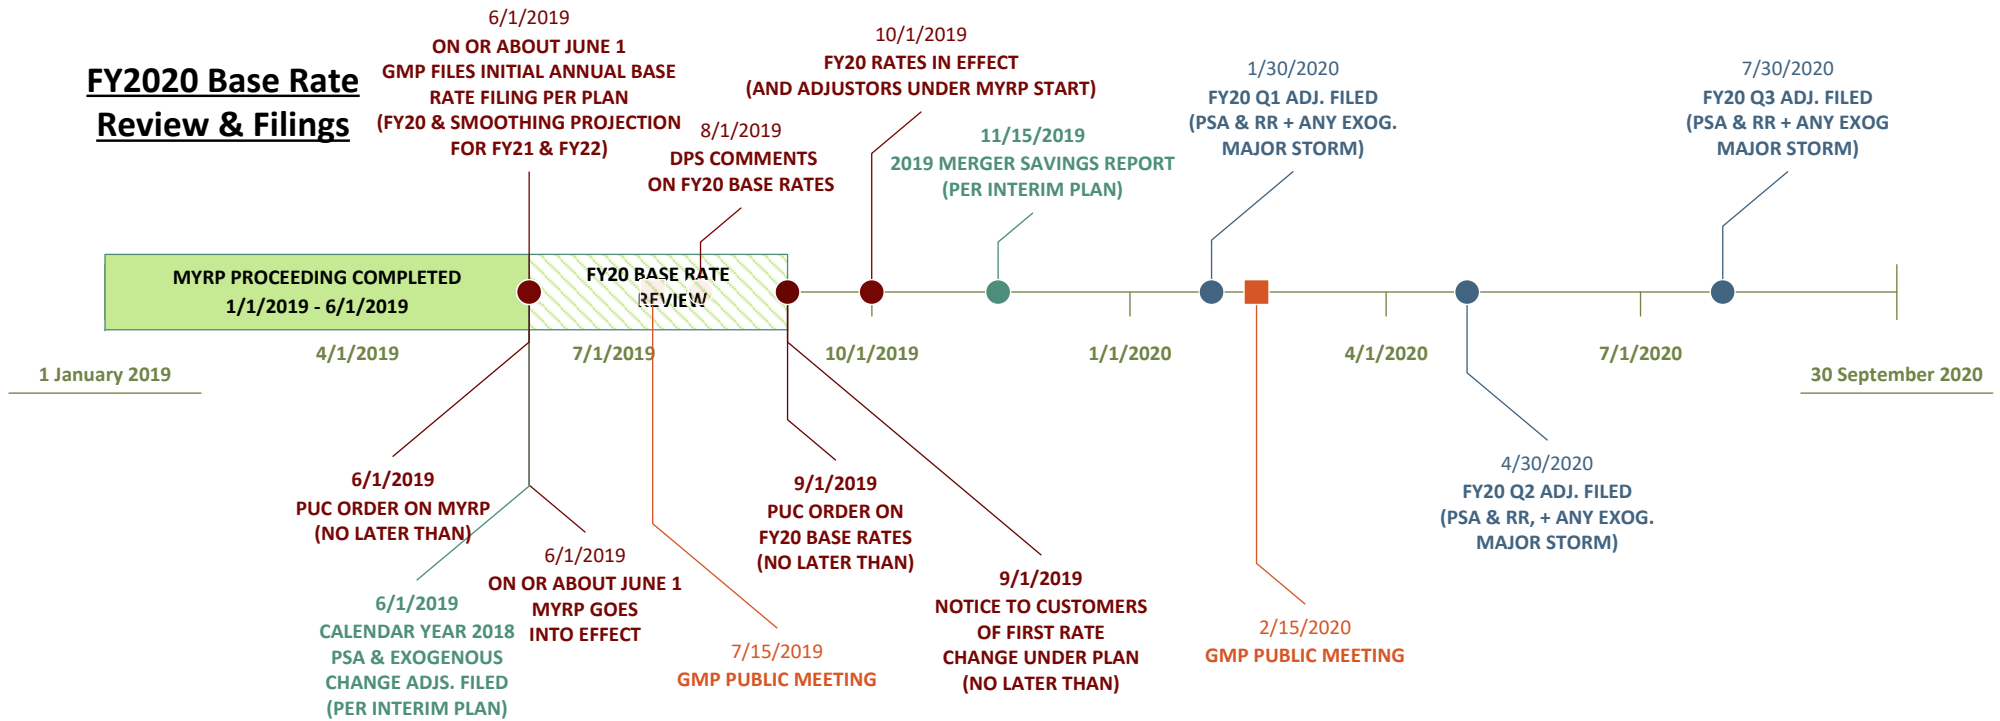 FY2020 Base Rate
Review & Filings
6/1/2019
ON OR ABOUT JUNE 1
GMP FILES INITIAL ANNUAL BASE
RATE FILING PER PLAN
(FY20 & SMOOTHING PROJECTION
FOR FY21 & FY22)
8/1/2019
DPS COMMENTS
ON FY20 BASE RATES
10/1/2019
FY20 RATES IN EFFECT
(AND ADJUSTORS UNDER MYRP START)
11/15/2019
2019 MERGER SAVINGS REPORT
(PER INTERIM PLAN)
1/30/2020
FY20 Q1 ADJ. FILED
(PSA & RR + ANY EXOG.
MAJOR STORM)
7/30/2020
FY20 Q3 ADJ. FILED
(PSA & RR + ANY EXOG
MAJOR STORM)
MYRP PROCEEDING COMPLETED
1/1/2019 - 6/1/2019
FY20 BASE RATE
REVIEW
1 January 2019
4/1/2019
7/1/2019
10/1/2019
1/1/2020
4/1/2020
7/1/2020
30 September 2020
6/1/2019
PUC ORDER ON MYRP
(NO LATER THAN)
6/1/2019
CALENDAR YEAR 2018
PSA & EXOGENOUS
CHANGE ADJS. FILED
(PER INTERIM PLAN)
6/1/2019
ON OR ABOUT JUNE 1
MYRP GOES
INTO EFFECT
7/15/2019
GMP PUBLIC MEETING
9/1/2019
PUC ORDER ON
FY20 BASE RATES
(NO LATER THAN)
9/1/2019
NOTICE TO CUSTOMERS
OF FIRST RATE
CHANGE UNDER PLAN
(NO LATER THAN)
2/15/2020
GMP PUBLIC MEETING
4/30/2020
FY20 Q2 ADJ. FILED
(PSA & RR, + ANY EXOG.
MAJOR STORM)